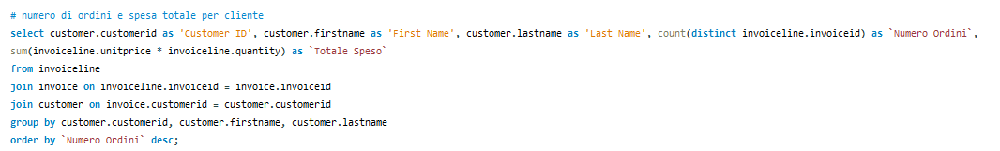 # numero di ordini e spesa totale per cliente
select customer.customerid as 'Customer ID', customer.firstname as 'First Name', customer.lastname as 'Last Name', count(distinct invoiceline.invoiceid) as `Numero Ordini`,
sum(invoiceline.unitprice * invoiceline.quantity) as `Totale Speso`
from invoiceline
join invoice on invoiceline.invoiceid = invoice.invoiceid
join customer on invoice.customerid = customer.customerid
group by customer.customerid, customer.firstname, customer.lastname
order by `Numero Ordini` desc;